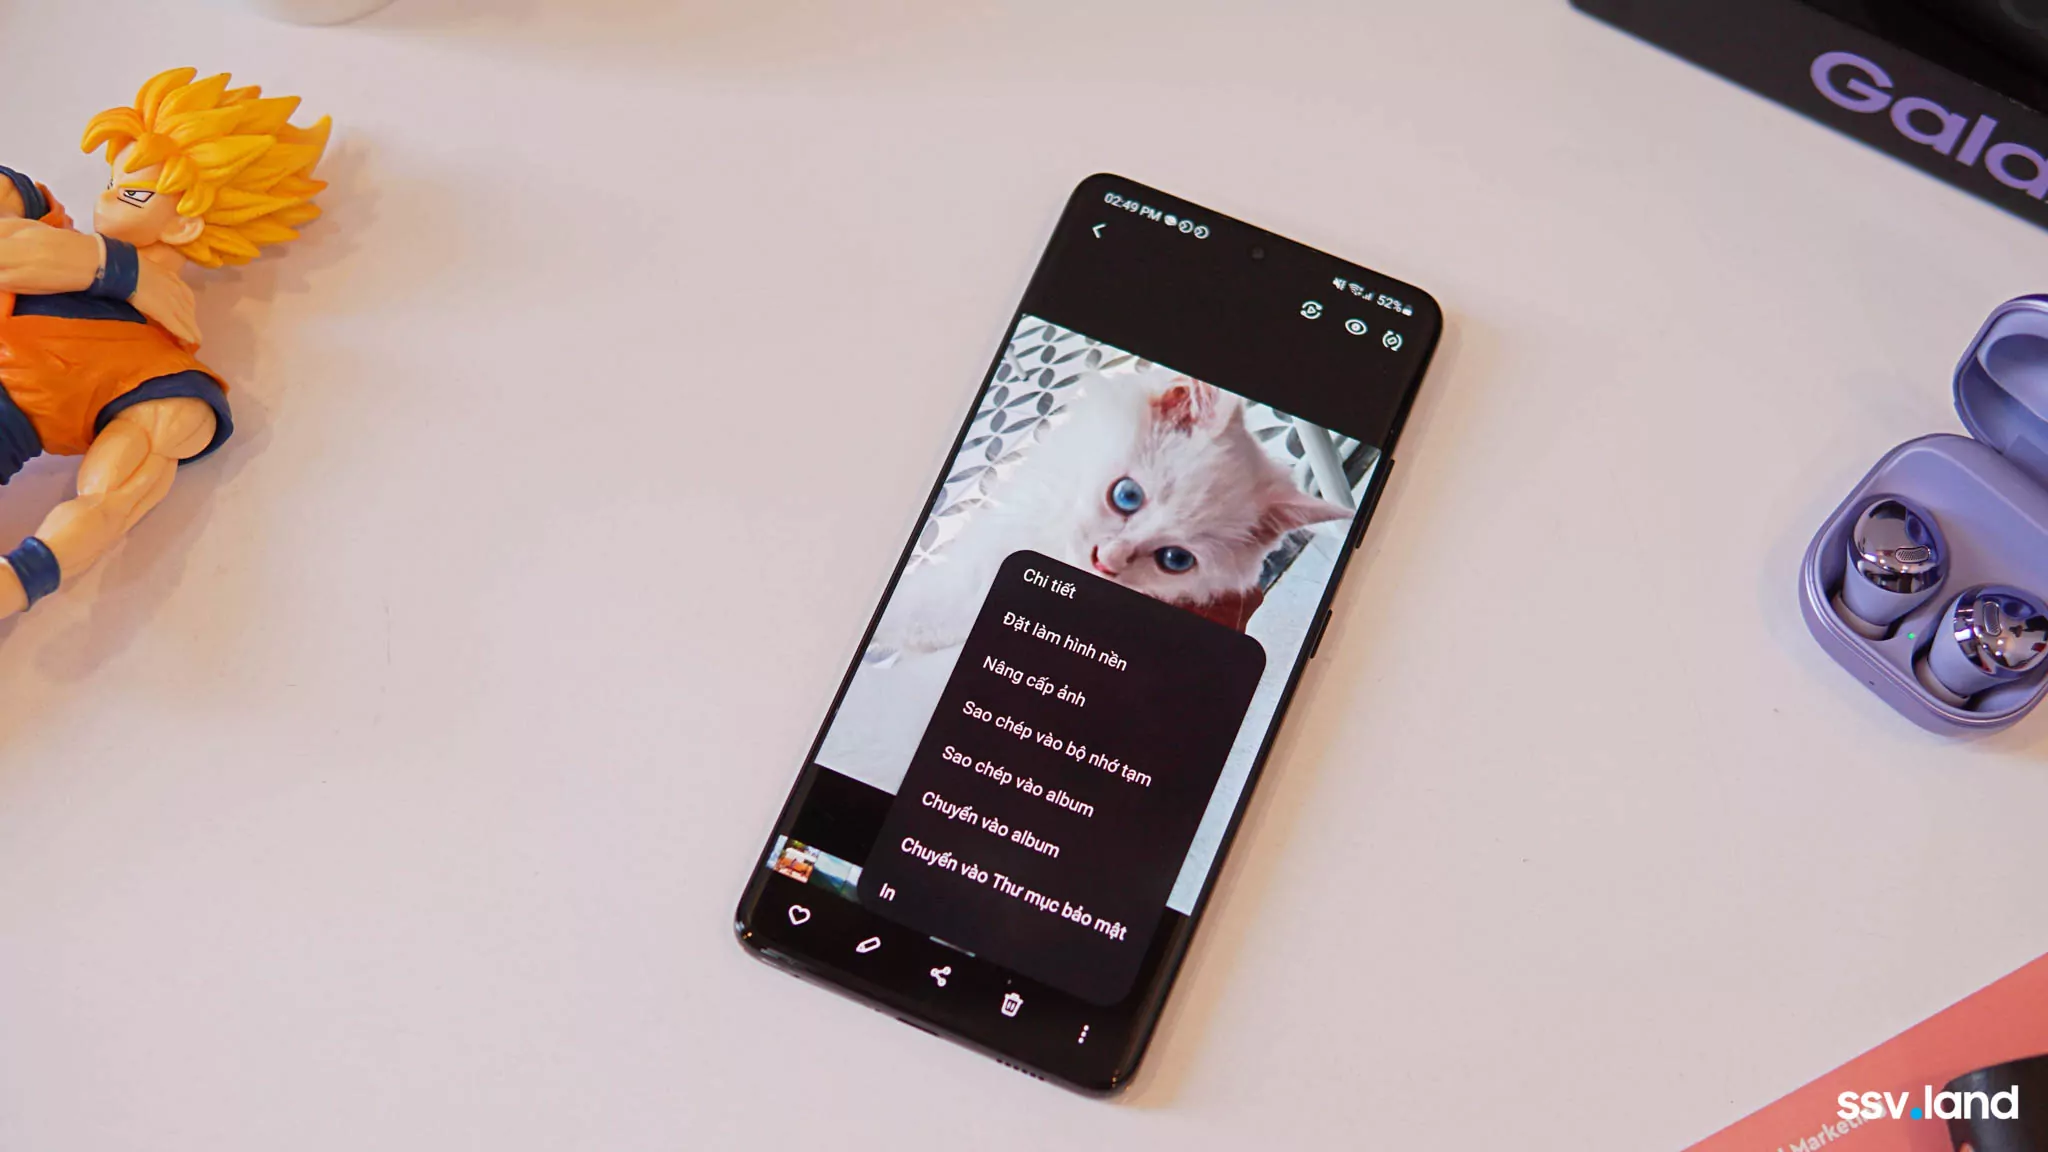 02:49 PM
52%
Chi tiết
Đặt làm hình nền
Nâng cấp ảnh
Sao chép vào bộ nhớ tạm
Sao chép vào album
Chuyển vào album
Chuyển vào Thư mục bảo mật
In
Gala
ssv.land